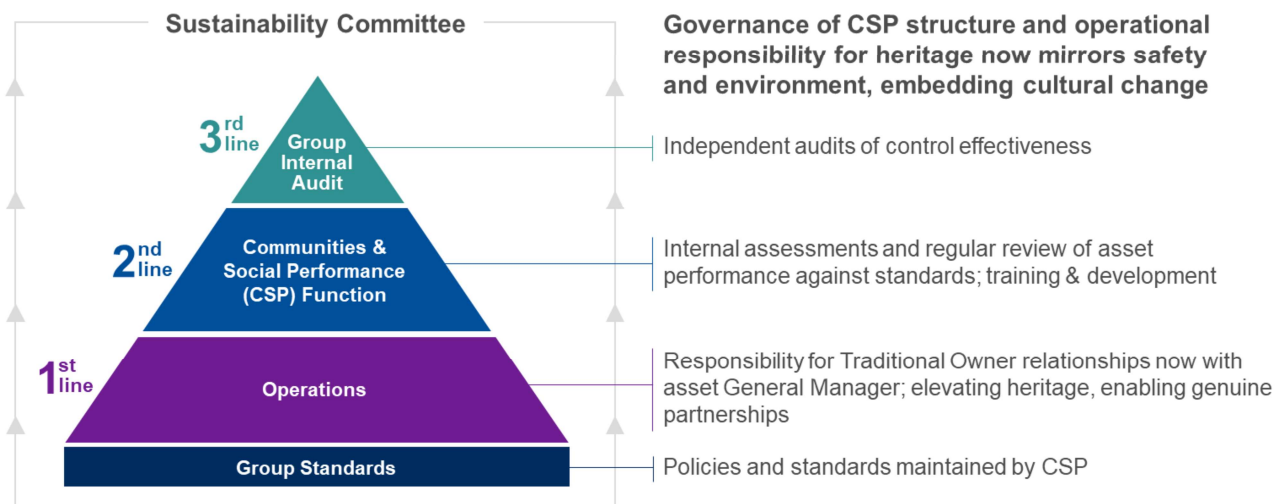 Sustainability Committee
Governance of CSP structure and operational
responsibility for heritage now mirrors safety
and environment, embedding cultural change
3rd line
Group
Internal
Audit
Independent audits of control effectiveness
2nd line
Communities &
Social Performance
(CSP) Function
Internal assessments and regular review of asset
performance against standards; training & development
1st line
Operations
Responsibility for Traditional Owner relationships now with
asset General Manager; elevating heritage, enabling genuine
partnerships
Group Standards
Policies and standards maintained by CSP